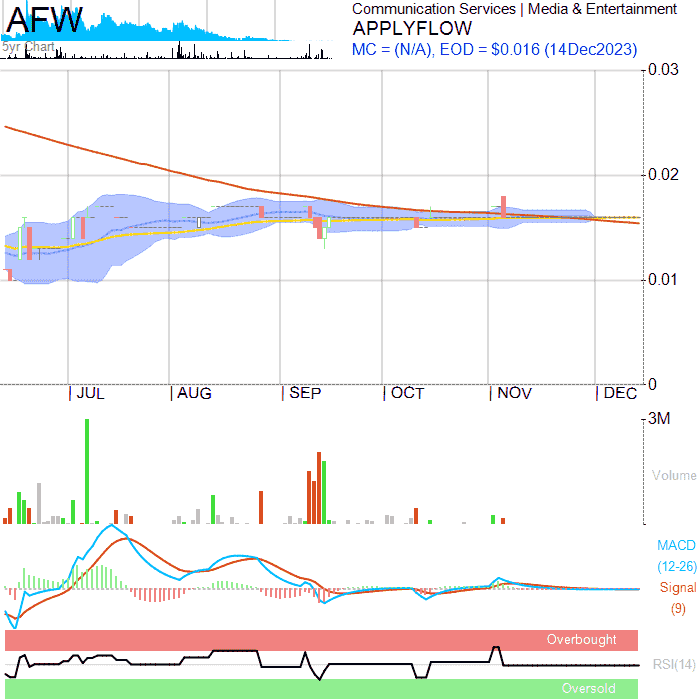 AFW
5yr Chart
Communication Services | Media & Entertainment
APPLYFLOW
MC = (N/A), EOD = $0.016 (14Dec2023)
0.03
0.02
0.01
0
JUL AUG SEP OCT NOV DEC
3M
Volume
MACD
(12-26)
Signal
(9)
Overbought
RSI(14)
Oversold